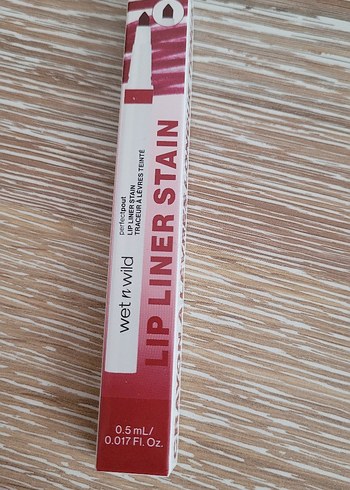 wet n wild
perfectpout
LIP LINER STAIN
TRACEUR À LÈVRES TEINTÉ
LIP LINER STAIN
0.5 mL/
0.017 Fl. Oz.